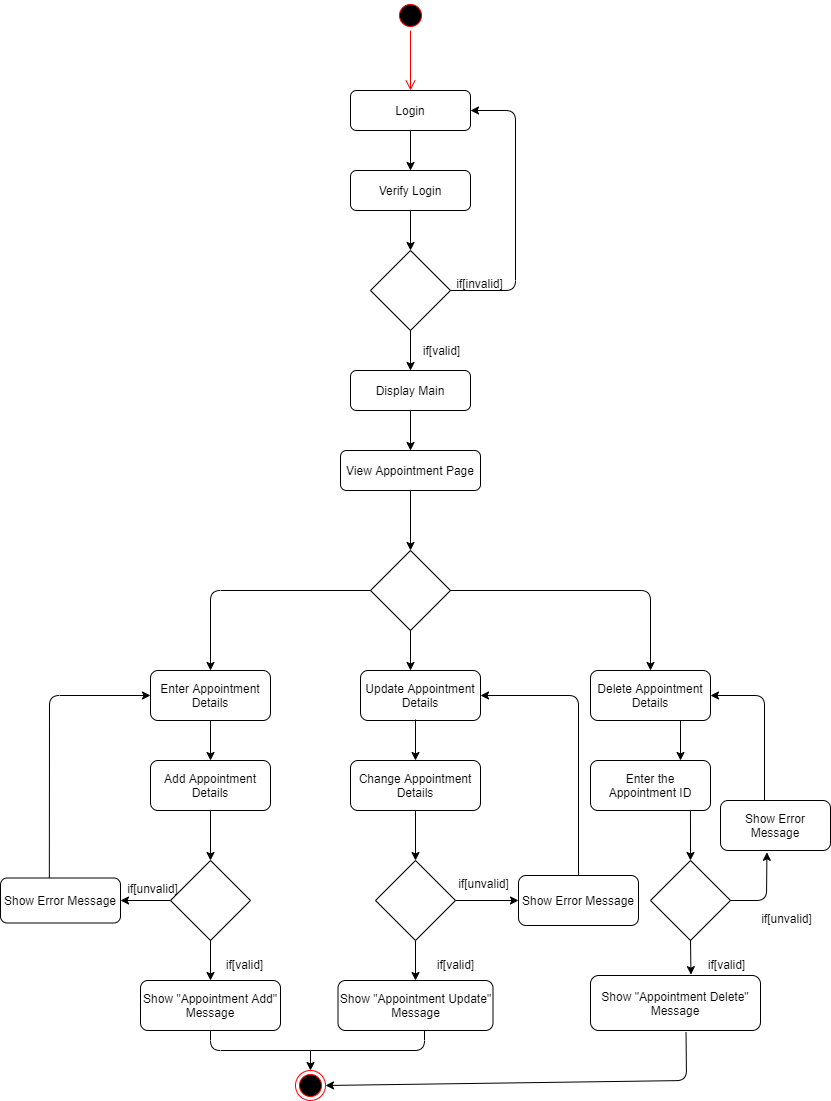 Login
Verify Login
if[invalid]
if[valid]
Display Main
View Appointment Page
Enter Appointment
Details
Update Appointment
Details
Delete Appointment
Details
Add Appointment
Details
Change Appointment
Details
Enter the
Appointment ID
Show Error
Message
if[unvalid]
Show Error Message
if[unvalid]
Show Error Message
if[unvalid]
if[valid]
if[valid]
if[valid]
Show "Appointment Add"
Message
Show "Appointment Update"
Message
Show "Appointment Delete"
Message